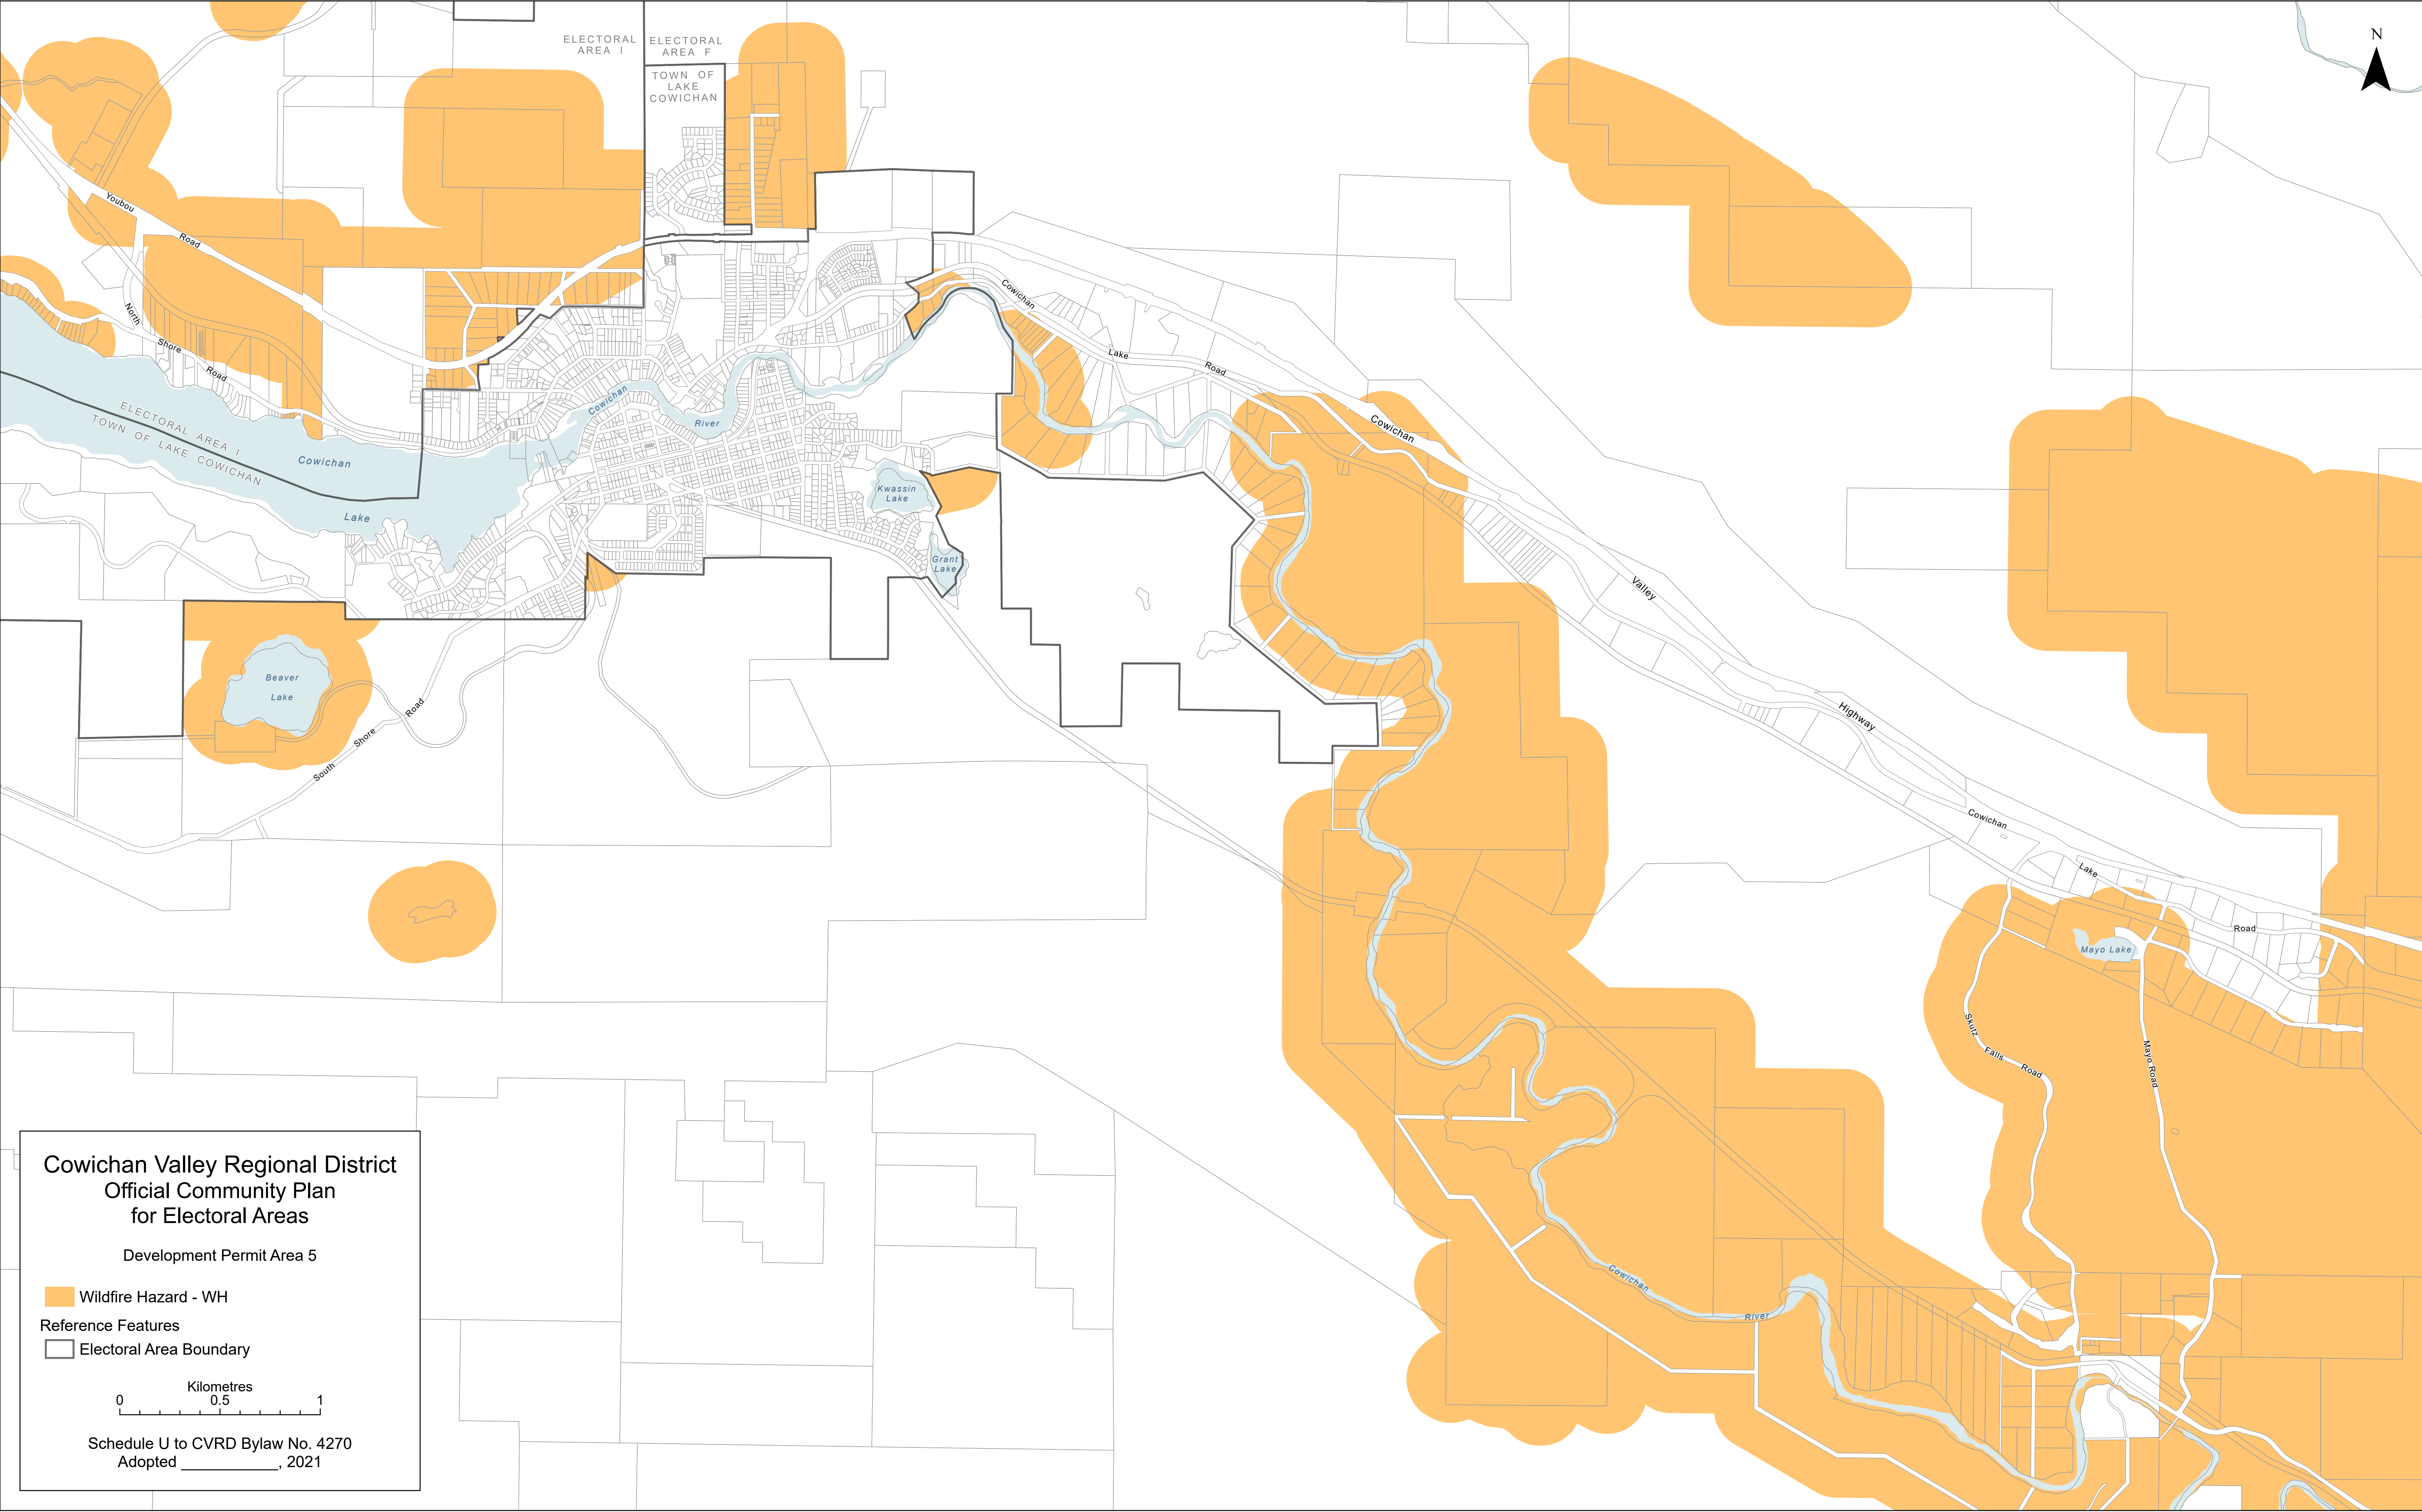 ELECTORAL
AREA I
ELECTORAL
AREA F
TOWN OF
LAKE
COWICHAN
N
Youbou
Road
North
Shore
Road
ELECTORAL AREA I
TOWN OF LAKE COWICHAN
Cowichan
Lake
Cowichan
River
Kwassin
Lake
Grant
Lake
Cowichan
Lake
Road
Cowichan
Valley
Highway
Cowichan
Lake
Road
Beaver
Lake
South
Shore
Road
Mayo Lake
Skutz
Falls
Road
Mayo Road
Cowichan
River
Cowichan Valley Regional District
Official Community Plan
for Electoral Areas
Development Permit Area 5
Wildfire Hazard - WH
Reference Features
Electoral Area Boundary
Kilometres
0 0.5 1
Schedule U to CVRD Bylaw No. 4270
Adopted ____________, 2021